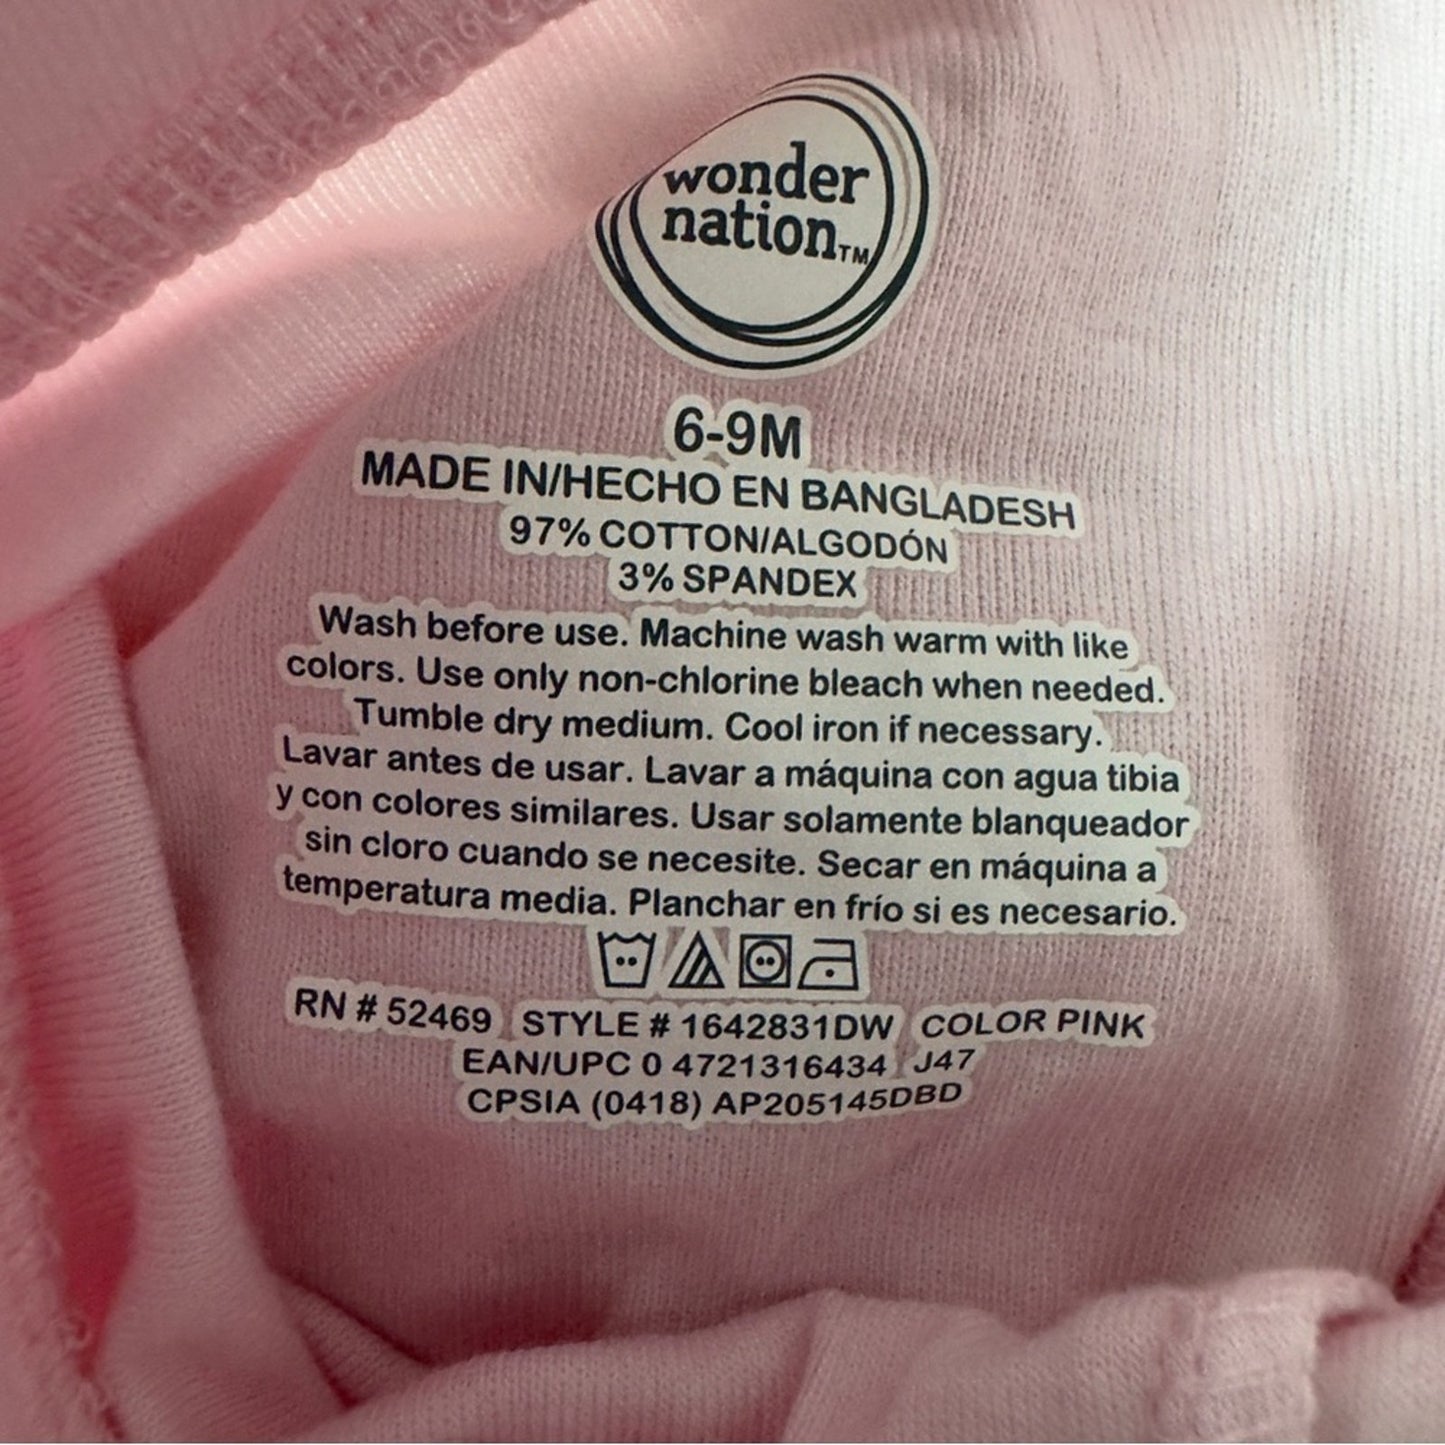 wonder
nation™
6-9M
MADE IN/HECHO EN BANGLADESH
97% COTTON/ALGODÓN
3% SPANDEX
Wash before use. Machine wash warm with like
colors. Use only non-chlorine bleach when needed.
Tumble dry medium. Cool iron if necessary.
Lavar antes de usar. Lavar a máquina con agua tibia
y con colores similares. Usar solamente blanqueador
sin cloro cuando se necesite. Secar en máquina a
temperatura media. Planchar en frío si es necesario.
RN # 52469 STYLE # 1642831DW COLOR PINK
EAN/UPC 0 4721316434 J47
CPSIA (0418) AP205145DBD